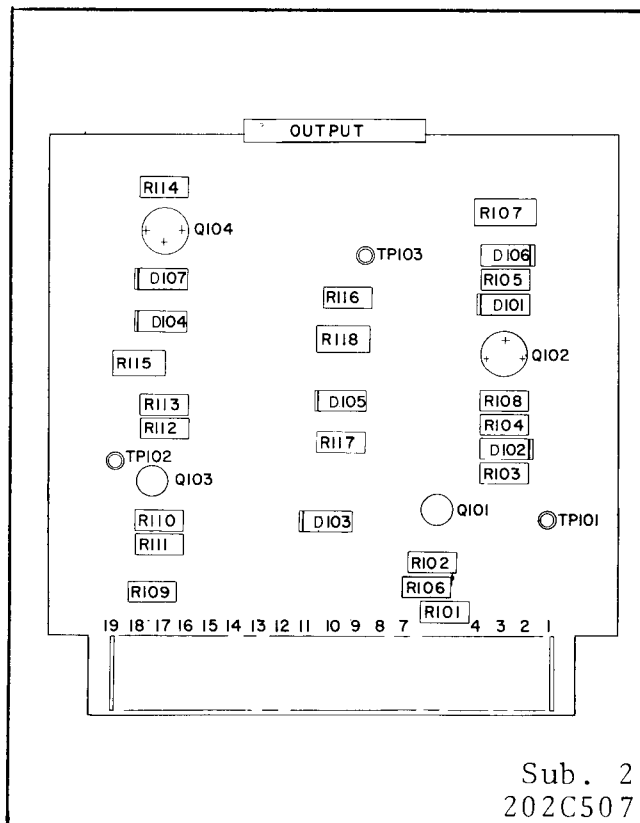 OUTPUT
R114
R107
Q104
TP103
D106
D107
R105
R116
D101
D104
R118
Q102
R115
R113
D105
R108
R112
R104
R117
D102
TP102
R103
Q103
Q101
R110
D103
TP101
R111
R102
R109
R106
R101
19 18 17 16 15 14 13 12 11 10 9 8 7 4 3 2 1
Sub. 2
202C507